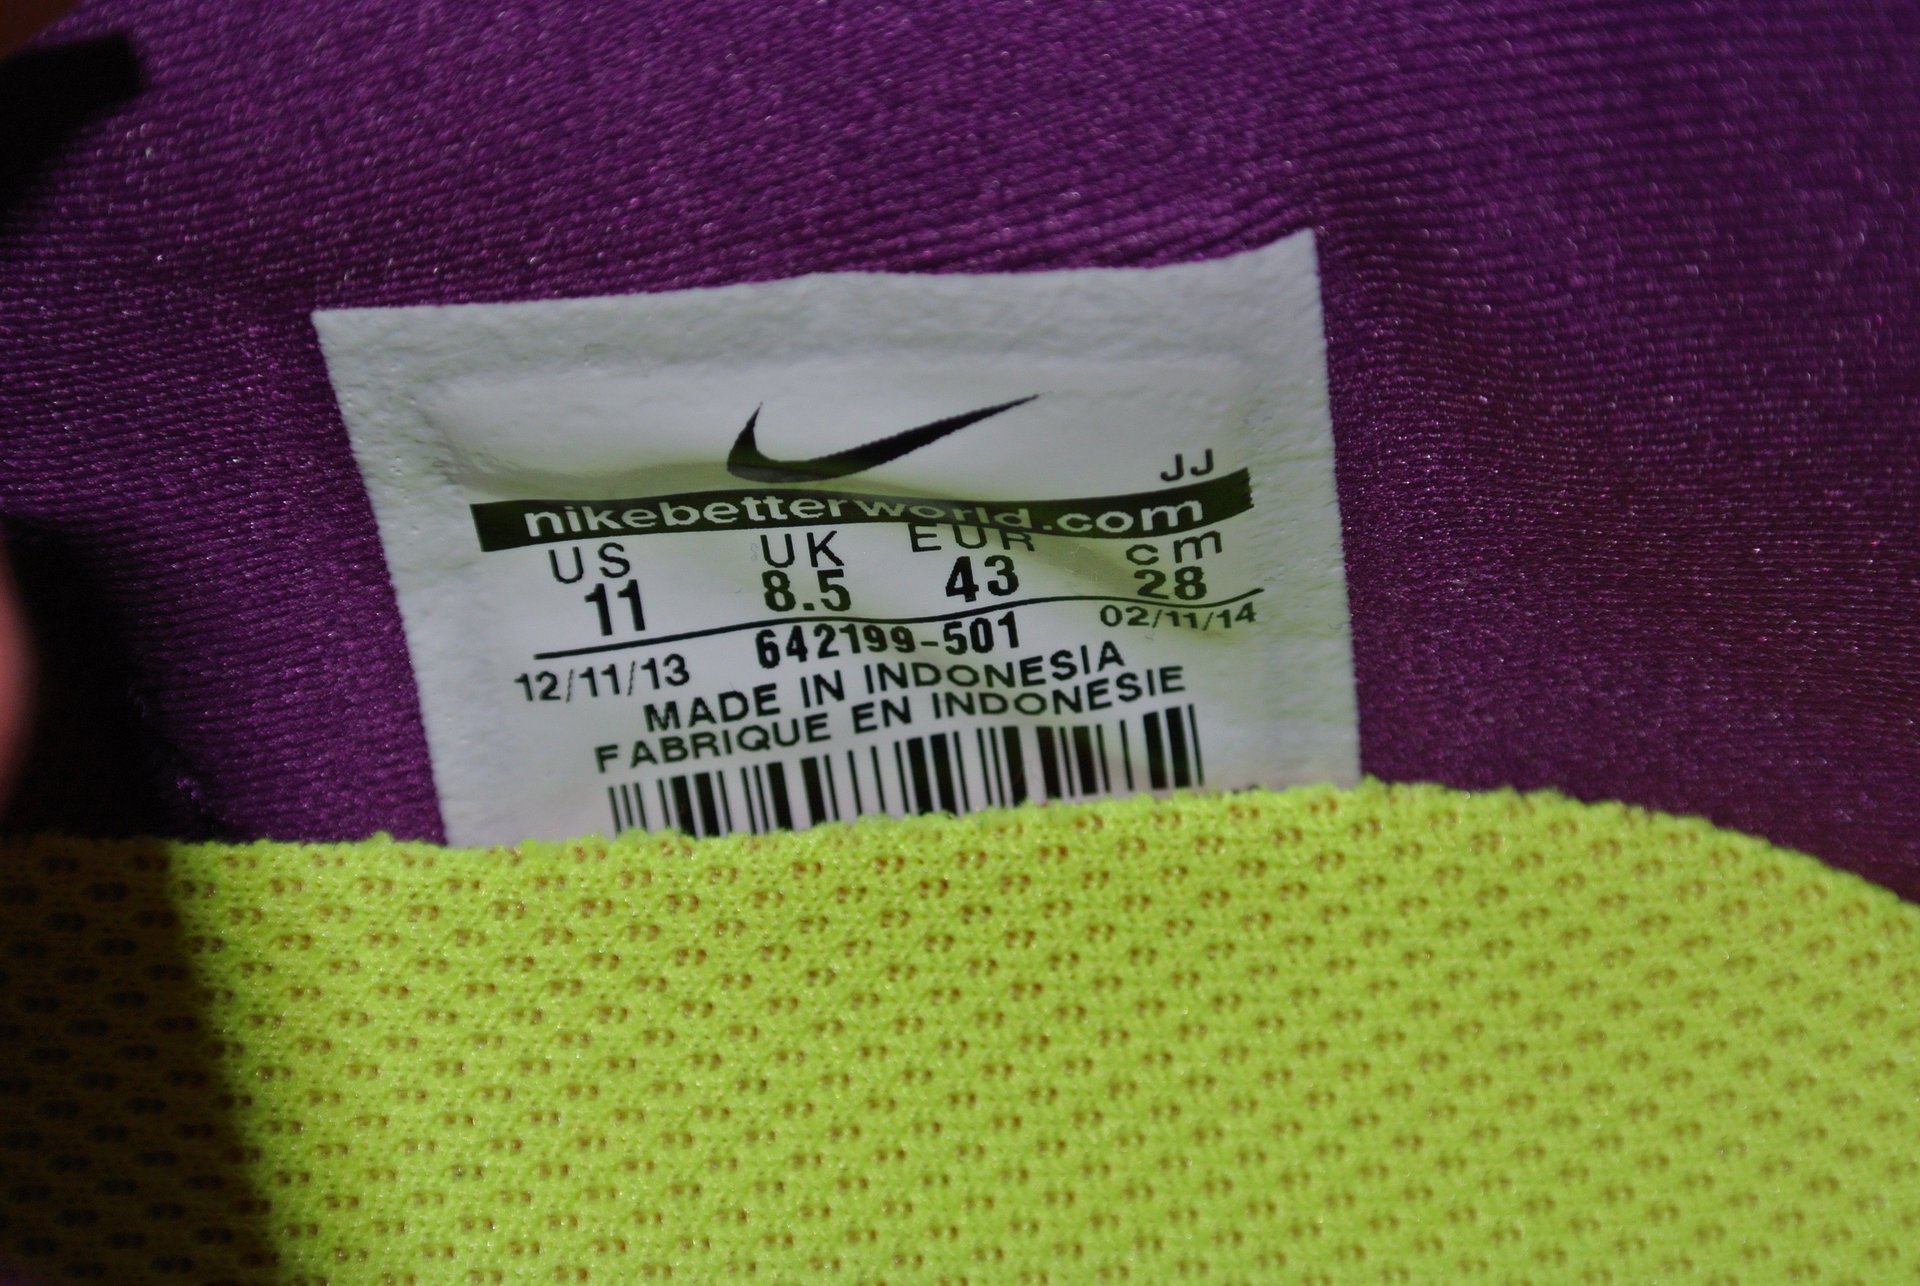 JJ
nikebetterworld.com
US UK EUR cm
11 8.5 43 28
12/11/13 642199-501 02/11/14
MADE IN INDONESIA
FABRIQUE EN INDONESIE